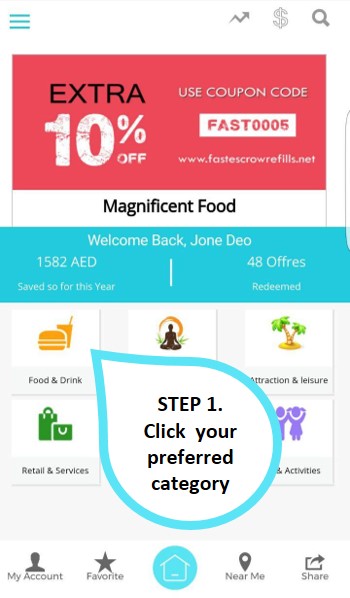 EXTRA
10%
OFF
USE COUPON CODE
FAST0005
www.fastescrowrefills.net
Magnificent Food
Welcome Back, Jone Deo
1582 AED
48 Offres
Saved so for this Year
Redeemed
Food & Drink
Attraction & leisure
STEP 1.
Click your
preferred
category
Retail & Services
& Activities
My Account
Favorite
Near Me
Share